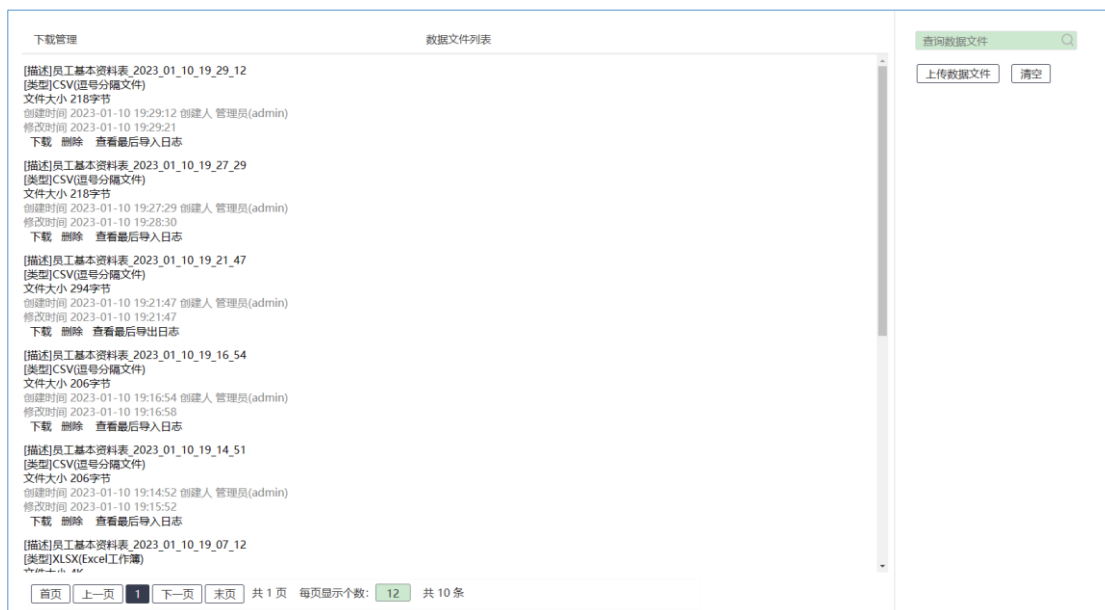 下载管理 数据文件列表
[描述]员工基本资料表_2023_01_10_19_29_12
[类型]CSV(逗号分隔文件)
文件大小 218字节
创建时间 2023-01-10 19:29:12 创建人 管理员(admin)
修改时间 2023-01-10 19:29:21
下载 删除 查看最后导入日志
[描述]员工基本资料表_2023_01_10_19_27_29
[类型]CSV(逗号分隔文件)
文件大小 218字节
创建时间 2023-01-10 19:27:29 创建人 管理员(admin)
修改时间 2023-01-10 19:28:30
下载 删除 查看最后导入日志
[描述]员工基本资料表_2023_01_10_19_21_47
[类型]CSV(逗号分隔文件)
文件大小 294字节
创建时间 2023-01-10 19:21:47 创建人 管理员(admin)
修改时间 2023-01-10 19:21:47
下载 删除 查看最后导出日志
[描述]员工基本资料表_2023_01_10_19_16_54
[类型]CSV(逗号分隔文件)
文件大小 206字节
创建时间 2023-01-10 19:16:54 创建人 管理员(admin)
修改时间 2023-01-10 19:16:58
下载 删除 查看最后导入日志
[描述]员工基本资料表_2023_01_10_19_14_51
[类型]CSV(逗号分隔文件)
文件大小 206字节
创建时间 2023-01-10 19:14:52 创建人 管理员(admin)
修改时间 2023-01-10 19:15:52
下载 删除 查看最后导入日志
[描述]员工基本资料表_2023_01_10_19_07_12
[类型]XLSX(Excel工作簿)
文件大小 4K
首页 上一页 1 下一页 末页 共 1 页 每页显示个数: 12 共 10 条
查询数据文件
上传数据文件 清空